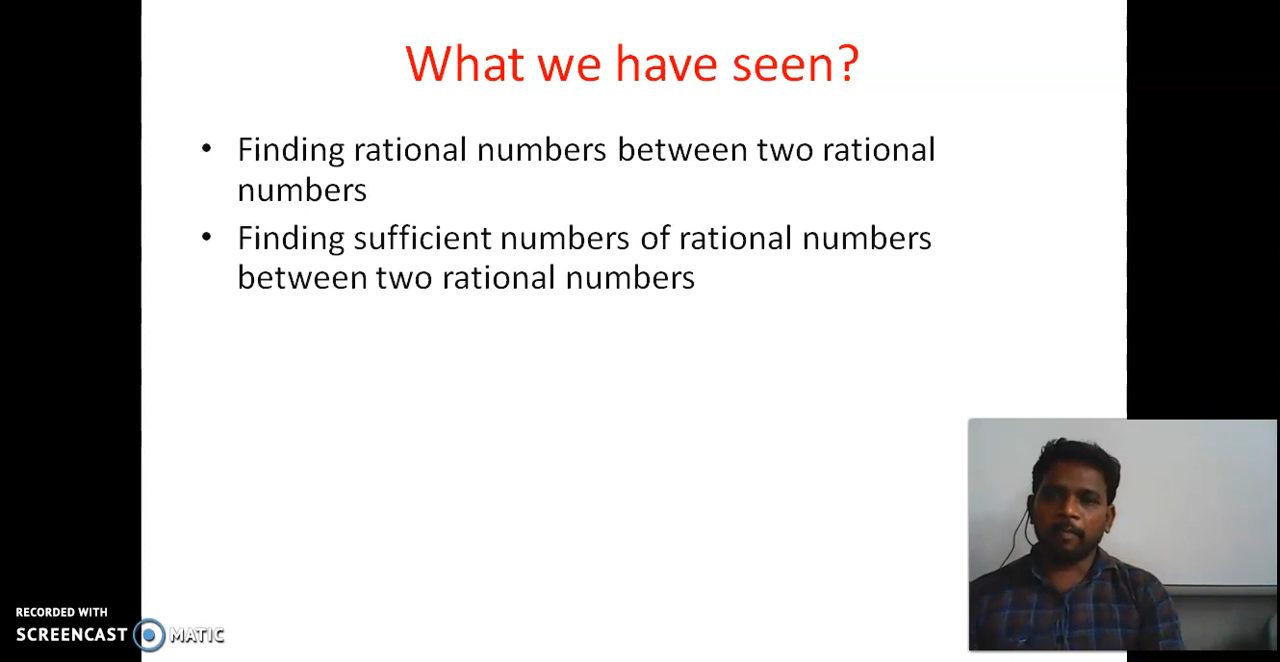 What we have seen?
• Finding rational numbers between two rational
numbers
• Finding sufficient numbers of rational numbers
between two rational numbers
RECORDED WITH
SCREENCAST MATIC